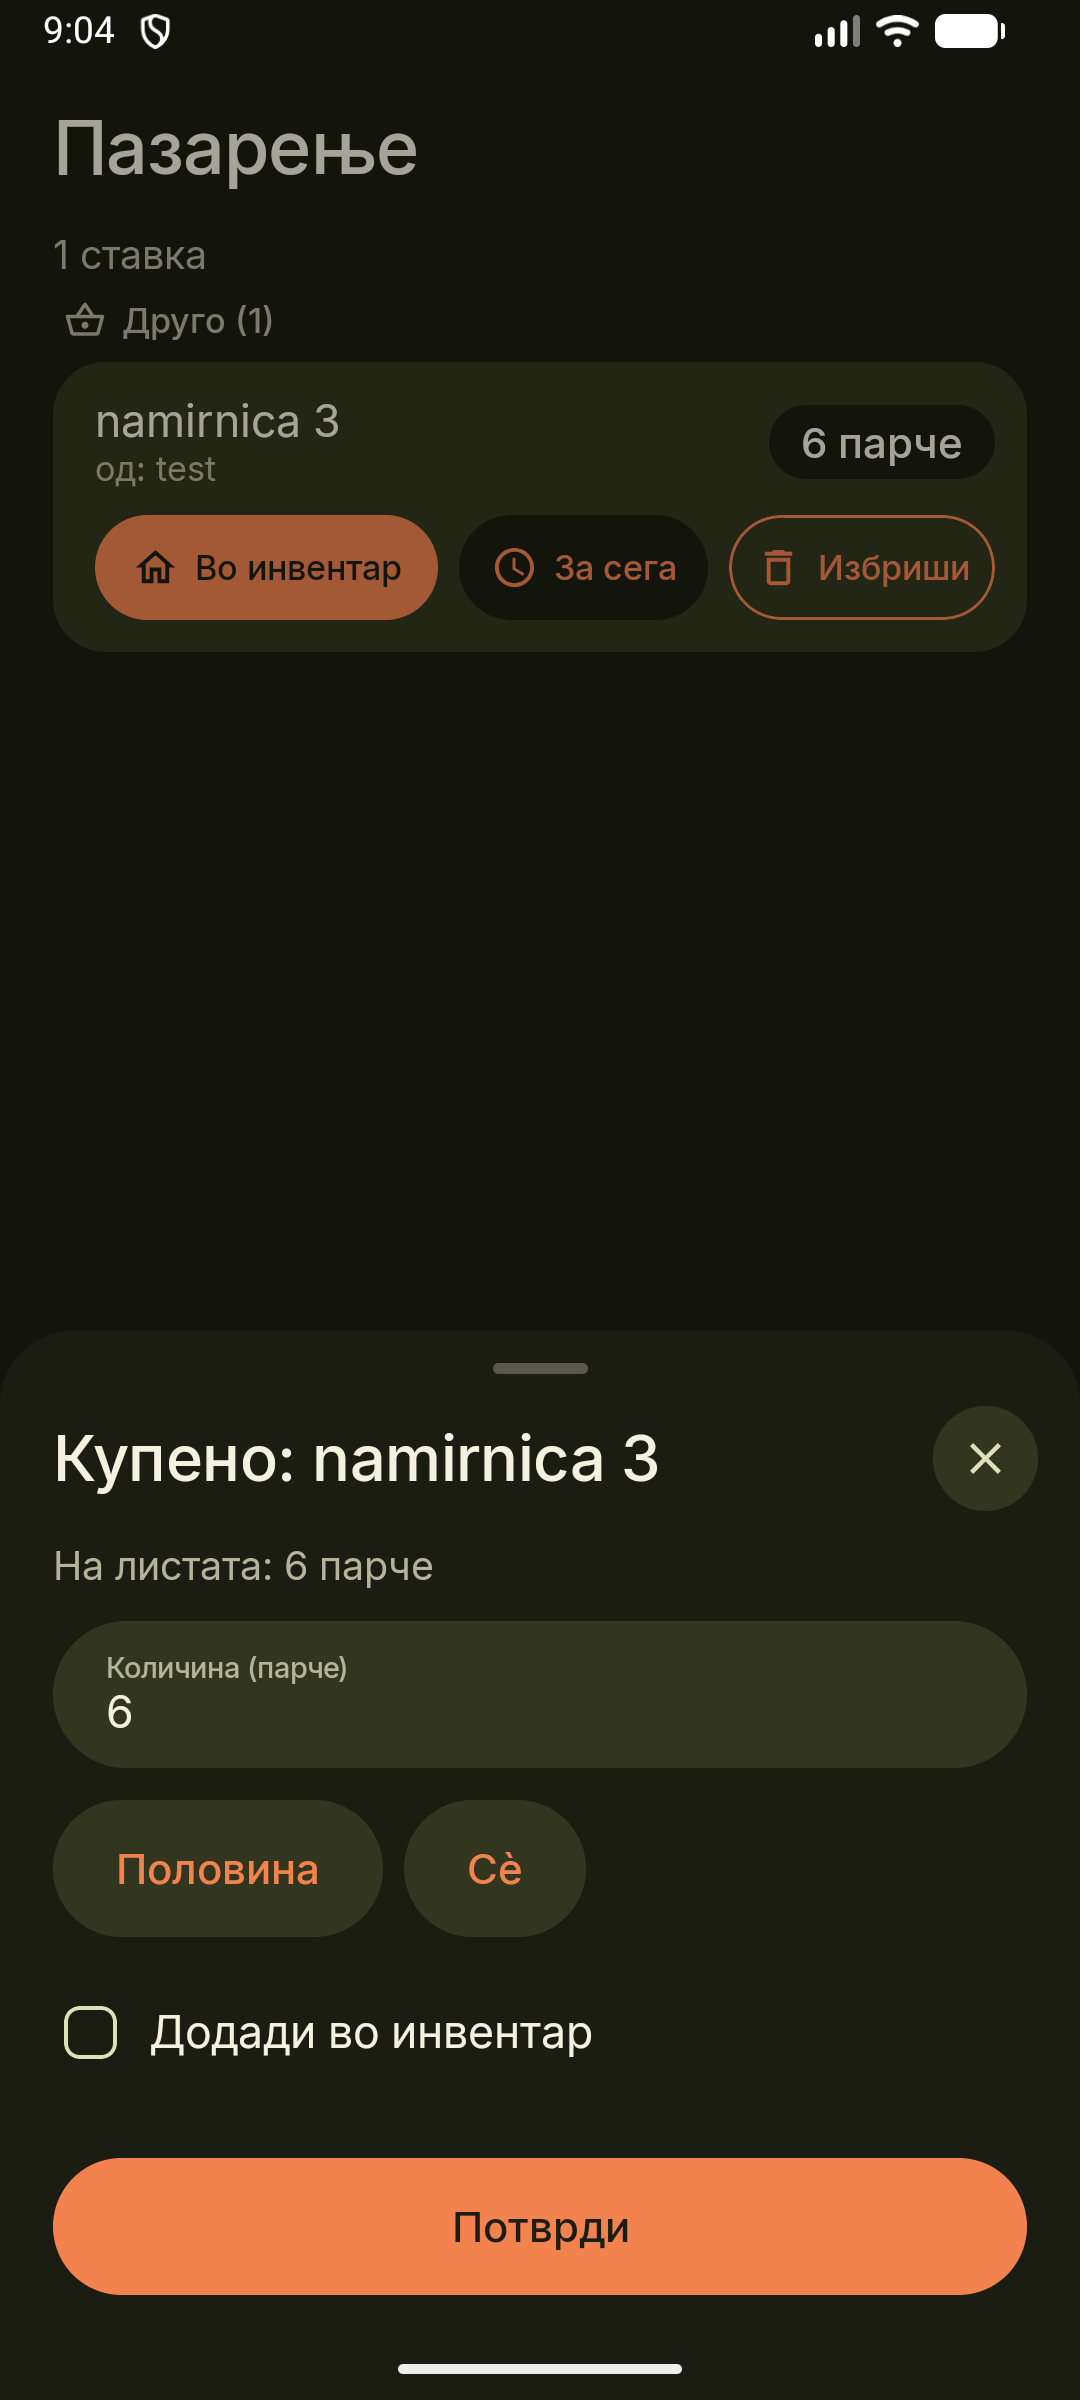 9:04
Пазарење
1 ставка
Друго (1)
namirnica 3
од: test
6 парче
Во инвентар
За сега
Избриши
Купено: namirnica 3
На листата: 6 парче
Количина (парче)
6
Половина
Сѐ
Додади во инвентар
Потврди